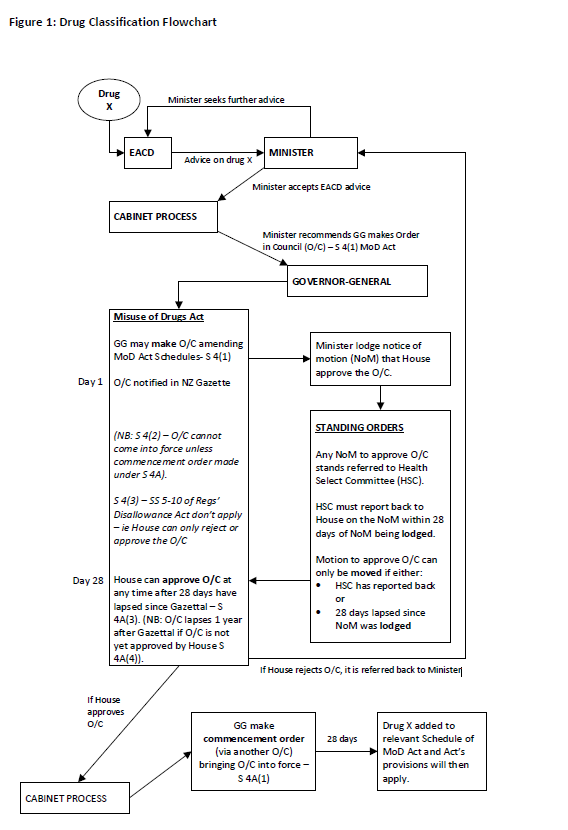 Figure 1: Drug Classification Flowchart
Drug
X
Minister seeks further advice
EACD
Advice on drug X
MINISTER
Minister accepts EACD advice
CABINET PROCESS
Minister recommends GG makes Order
in Council (O/C) – S 4(1) MoD Act
GOVERNOR-GENERAL
Misuse of Drugs Act
GG may make O/C amending
MoD Act Schedules- S 4(1)
Day 1
O/C notified in NZ Gazette
(NB: S 4(2) – O/C cannot
come into force unless
commencement order made
under S 4A).
S 4(3) – SS 5-10 of Regs'
Disallowance Act don't apply
– ie House can only reject or
approve the O/C
Day 28
House can approve O/C at
any time after 28 days have
lapsed since Gazettal – S
4A(3). (NB: O/C lapses 1 year
after Gazettal if O/C is not
yet approved by House S
4A(4)).
Minister lodge notice of
motion (NoM) that House
approve the O/C.
STANDING ORDERS
Any NoM to approve O/C
stands referred to Health
Select Committee (HSC).
HSC must report back to
House on the NoM within 28
days of NoM being lodged.
Motion to approve O/C can
only be moved if either:
• HSC has reported back
or
• 28 days lapsed since
NoM was lodged
If House rejects O/C, it is referred back to Minister
If House
approves
O/C
CABINET PROCESS
GG make
commencement order
(via another O/C)
bringing O/C into force –
S 4A(1)
28 days
Drug X added to
relevant Schedule of
MoD Act and Act's
provisions will then
apply.